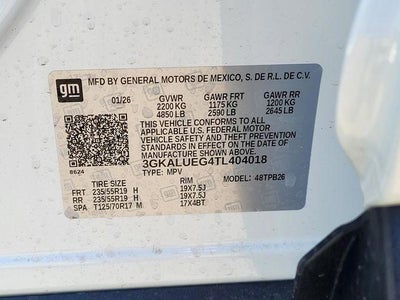 gm
MFD BY GENERAL MOTORS DE MEXICO, S. DE R.L. DE C.V.
01/26 GVWR GAWR FRT GAWR RR
2200 KG 1175 KG 1200 KG
4850 LB 2590 LB 2645 LB
THIS VEHICLE CONFORMS TO ALL
APPLICABLE U.S. FEDERAL MOTOR
VEHICLE SAFETY AND THEFT PREVENTION
STANDARDS IN EFFECT ON THE DATE OF
MANUFACTURE SHOWN ABOVE.
3GKALUEG4TL404018
8624 TYPE: MPV MODEL: 48TPB26
TIRE SIZE RIM
FRT 235/55R19 H 19X7.5J
RR 235/55R19 H 19X7.5J
SPA T125/70R17 M 17X4BT